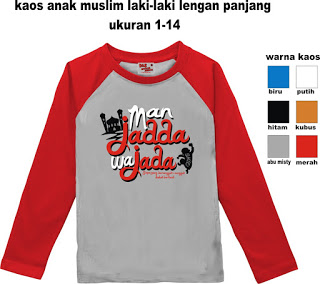 kaos anak muslim laki-laki lengan panjang
ukuran 1-14
warna kaos
biru putih
hitam kubus
abu misty merah
Man
Jadda
wa jada